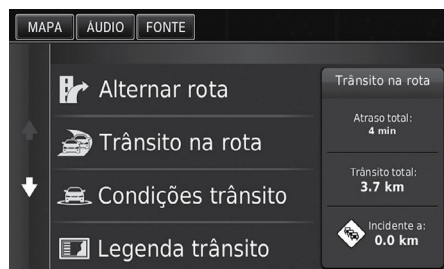 MAPA ÁUDIO FONTE
Alternar rota
Trânsito na rota
Condições trânsito
Legenda trânsito
Trânsito na rota
Atraso total:
4 min
Trânsito total:
3.7 km
Incidente a:
0.0 km